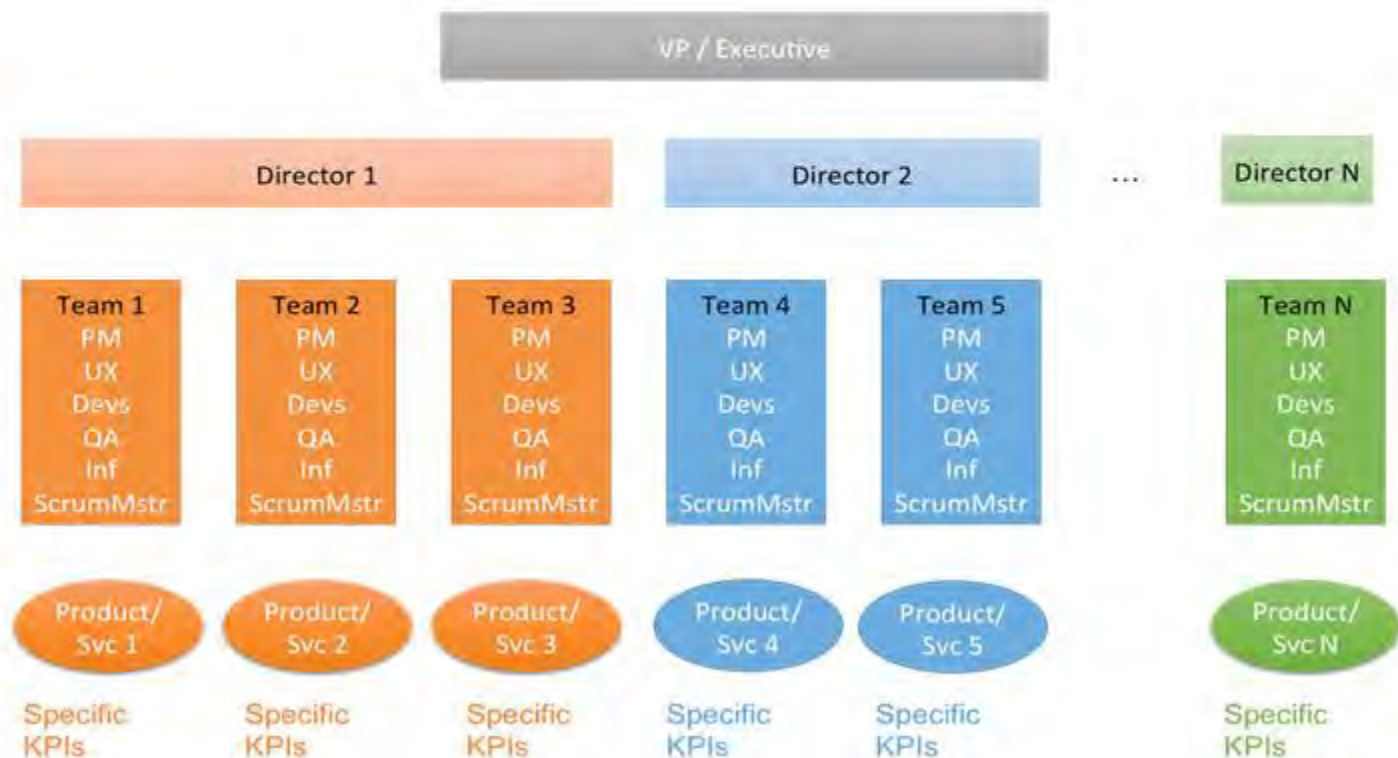 VP / Executive
Director 1
Director 2
...
Director N
Team 1
PM
UX
Devs
QA
Inf
ScrumMstr
Team 2
PM
UX
Devs
QA
Inf
ScrumMstr
Team 3
PM
UX
Devs
QA
Inf
ScrumMstr
Team 4
PM
UX
Devs
QA
Inf
ScrumMstr
Team 5
PM
UX
Devs
QA
Inf
ScrumMstr
Team N
PM
UX
Devs
QA
Inf
ScrumMstr
Product/
Svc 1
Product/
Svc 2
Product/
Svc 3
Product/
Svc 4
Product/
Svc 5
Product/
Svc N
Specific
KPIs
Specific
KPIs
Specific
KPIs
Specific
KPIs
Specific
KPIs
Specific
KPIs